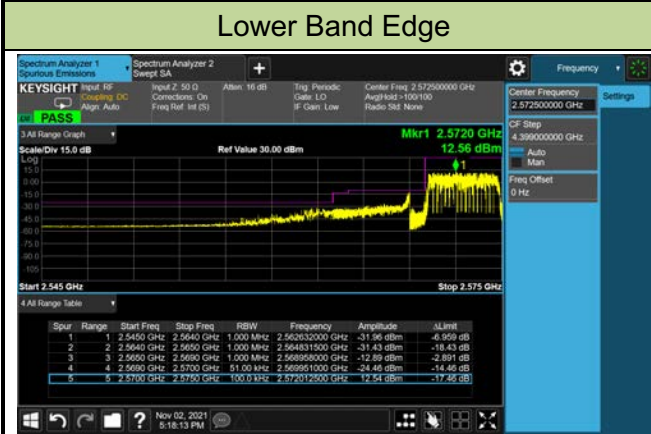 Lower Band Edge
Spectrum Analyzer 1
Spurious Emissions
Spectrum Analyzer 2
Swept SA
+
Frequency
KEYSIGHT
Input: RF
Coupling: DC
Align: Auto
Input Z: 50 Ω
Corrections: On
Freq Ref: Int (S)
Atten: 16 dB
Trig: Periodic
Gate: LO
IF Gain: Low
Center Freq: 2.572500000 GHz
Avg|Hold:>100/100
Radio Std: None
PASS
Center Frequency
2.572500000 GHz
Settings
CF Step
4.399000000 GHz
Auto
Man
Freq Offset
0 Hz
3 All Range Graph
Mkr1 2.5720 GHz
Scale/Div 15.0 dB
Ref Value 30.00 dBm
12.56 dBm
Log
15.0
0.00
-15.0
-30.0
-45.0
-60.0
-75.0
-90.0
-105
1
Start 2.545 GHz
Stop 2.575 GHz
4 All Range Table
Spur Range Start Freq Stop Freq RBW Frequency Amplitude ΔLimit
1 1 2.5450 GHz 2.5640 GHz 1.000 MHz 2.562632000 GHz -31.96 dBm -6.959 dB
2 2 2.5640 GHz 2.5650 GHz 1.000 MHz 2.564831500 GHz -31.43 dBm -18.43 dB
3 3 2.5650 GHz 2.5690 GHz 1.000 MHz 2.568958000 GHz -12.89 dBm -2.891 dB
4 4 2.5690 GHz 2.5700 GHz 51.00 kHz 2.569951000 GHz -24.46 dBm -14.46 dB
5 5 2.5700 GHz 2.5750 GHz 100.0 kHz 2.572012500 GHz 12.54 dBm -17.46 dB
?
Nov 02, 2021
5:18:13 PM